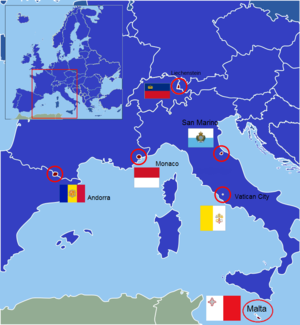 Liechtenstein
San Marino
Monaco
Andorra
Vatican City
Malta